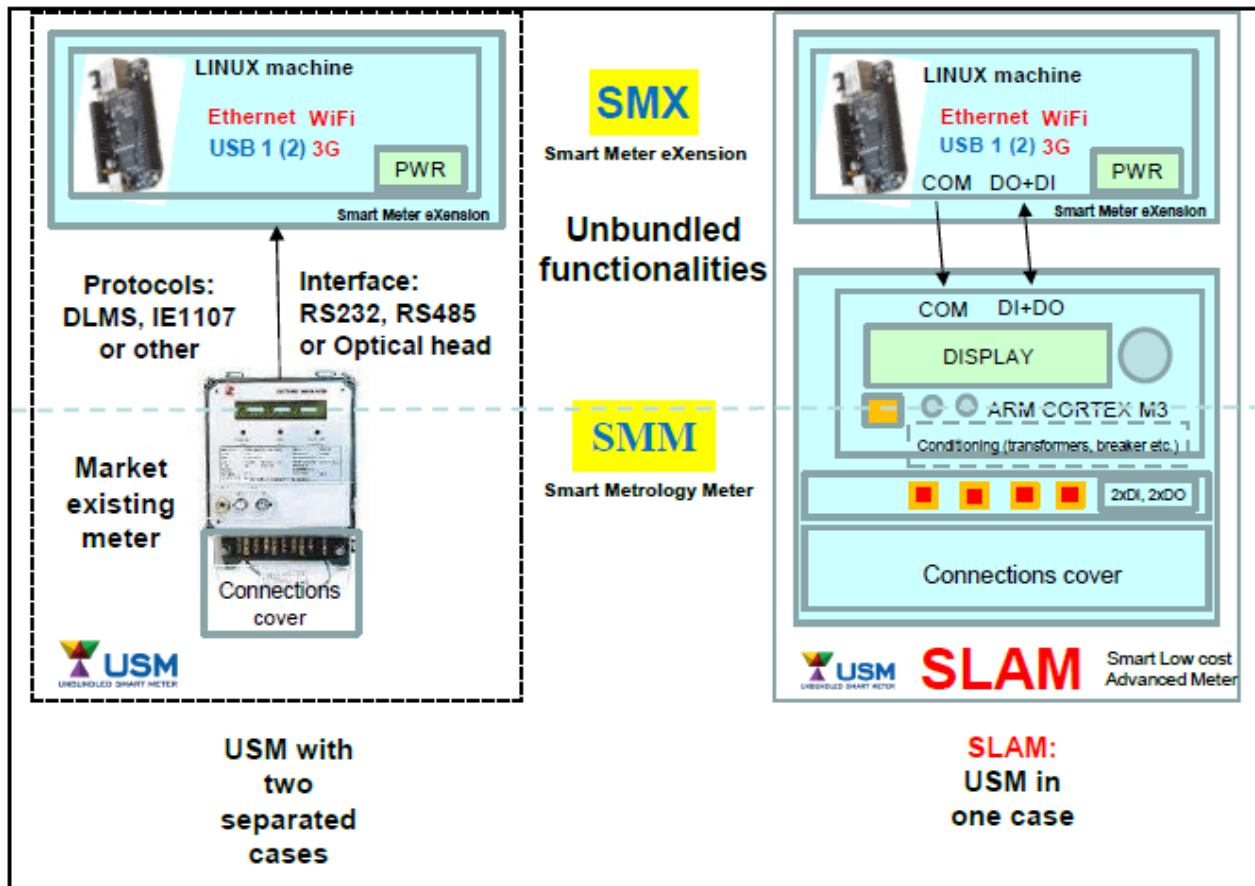 LINUX machine
Ethernet WiFi
USB 1 (2) 3G
PWR
Smart Meter eXension
Protocols:
DLMS, IE1107
or other
Interface:
RS232, RS485
or Optical head
Market
existing
meter
Connections
cover
USM
UNBUNDLED SMART METER
USM with
two
separated
cases
SMX
Smart Meter eXension
Unbundled
functionalities
SMM
Smart Metrology Meter
LINUX machine
Ethernet WiFi
USB 1 (2) 3G
COM DO+DI
PWR
Smart Meter eXension
COM DI+DO
DISPLAY
ARM CORTEX M3
Conditioning (transformers, breaker etc.)
2xDI, 2xDO
Connections cover
USM
UNBUNDLED SMART METER
SLAM
Smart Low cost
Advanced Meter
SLAM:
USM in
one case